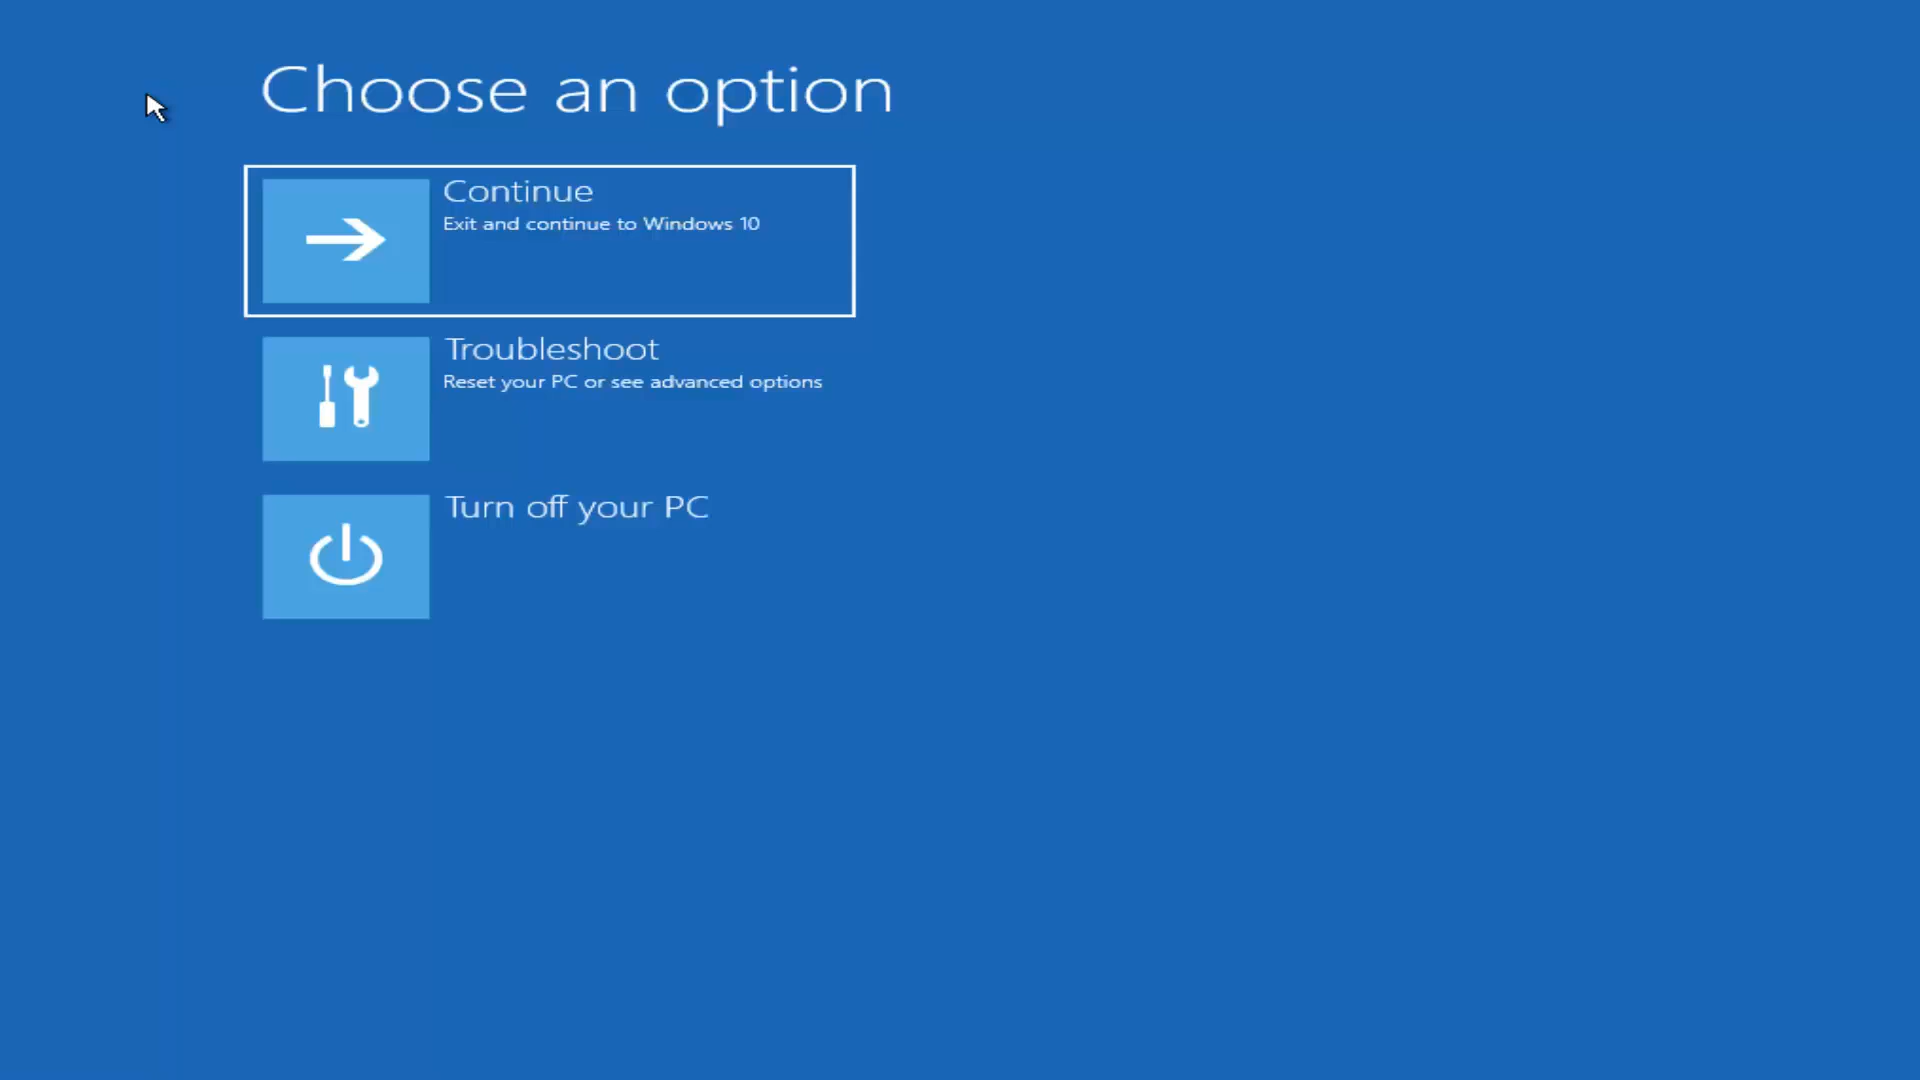 Choose an option
Continue
Exit and continue to Windows 10
Troubleshoot
Reset your PC or see advanced options
Turn off your PC